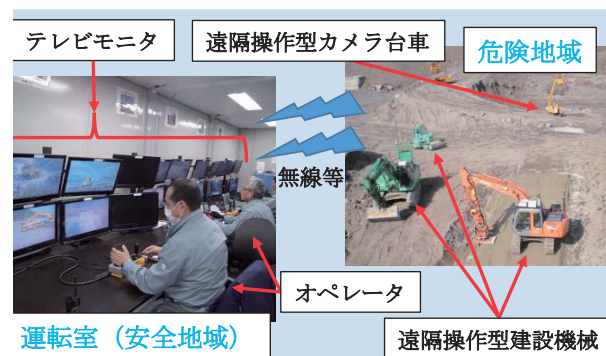 テレビモニタ
遠隔操作型カメラ台車
危険地域
無線等
オペレータ
運転室（安全地域）
遠隔操作型建設機械